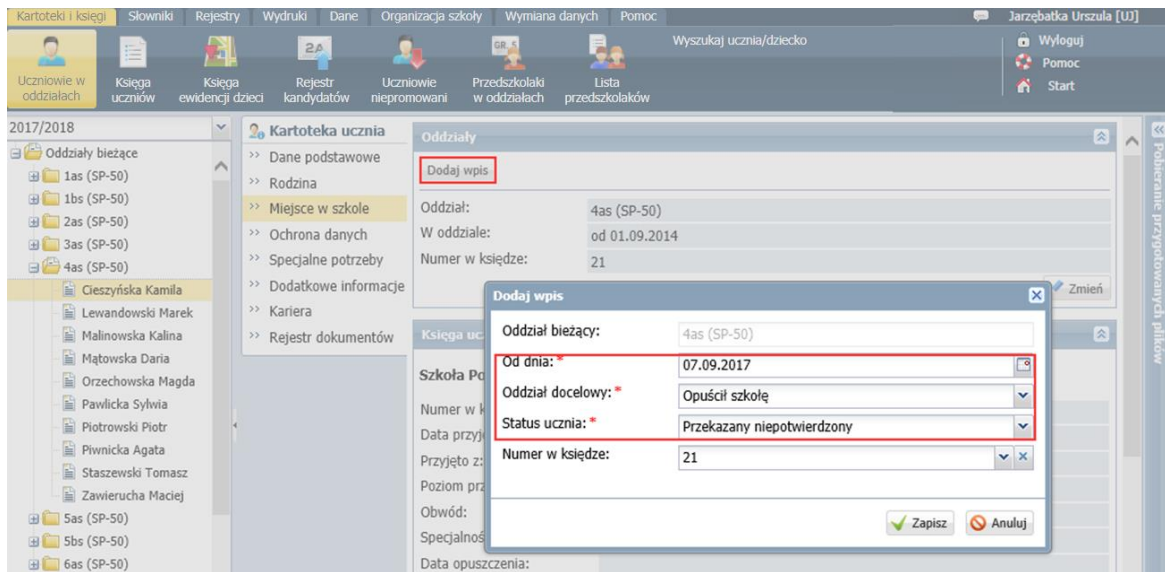 Kartoteki i księgi Słowniki Rejestry Wydruki Dane Organizacja szkoły Wymiana danych Pomoc Jarzębatka Urszula [UJ]
Uczniowie w oddziałach
Księga uczniów
Księga ewidencji dzieci
Rejestr kandydatów
Uczniowie niepromowani
Przedszkolaki w oddziałach
Lista przedszkolaków
Wyszukaj ucznia/dziecko
Wyloguj
Pomoc
Start
2017/2018
Oddziały bieżące
1as (SP-50)
1bs (SP-50)
2as (SP-50)
3as (SP-50)
4as (SP-50)
Cieszyńska Kamila
Lewandowski Marek
Malinowska Kalina
Mątowska Daria
Orzechowska Magda
Pawlicka Sylwia
Piotrowski Piotr
Piwnicka Agata
Staszewski Tomasz
Zawierucha Maciej
5as (SP-50)
5bs (SP-50)
6as (SP-50)
Kartoteka ucznia
Dane podstawowe
Rodzina
Miejsce w szkole
Ochrona danych
Specjalne potrzeby
Dodatkowe informacje
Kariera
Rejestr dokumentów
Oddziały
Dodaj wpis
Oddział: 4as (SP-50)
W oddziale: od 01.09.2014
Numer w księdze: 21
Zmień
Księga uc
Szkoła Po
Numer w k
Data przyj
Przyjęto z:
Poziom prz
Obwód:
Specjalnoś
Data opuszczenia:
Dodaj wpis
Oddział bieżący: 4as (SP-50)
Od dnia: * 07.09.2017
Oddział docelowy: * Opuścił szkołę
Status ucznia: * Przekazany niepotwierdzony
Numer w księdze: 21
Zapisz Anuluj
Pobieranie przygotowanych plików